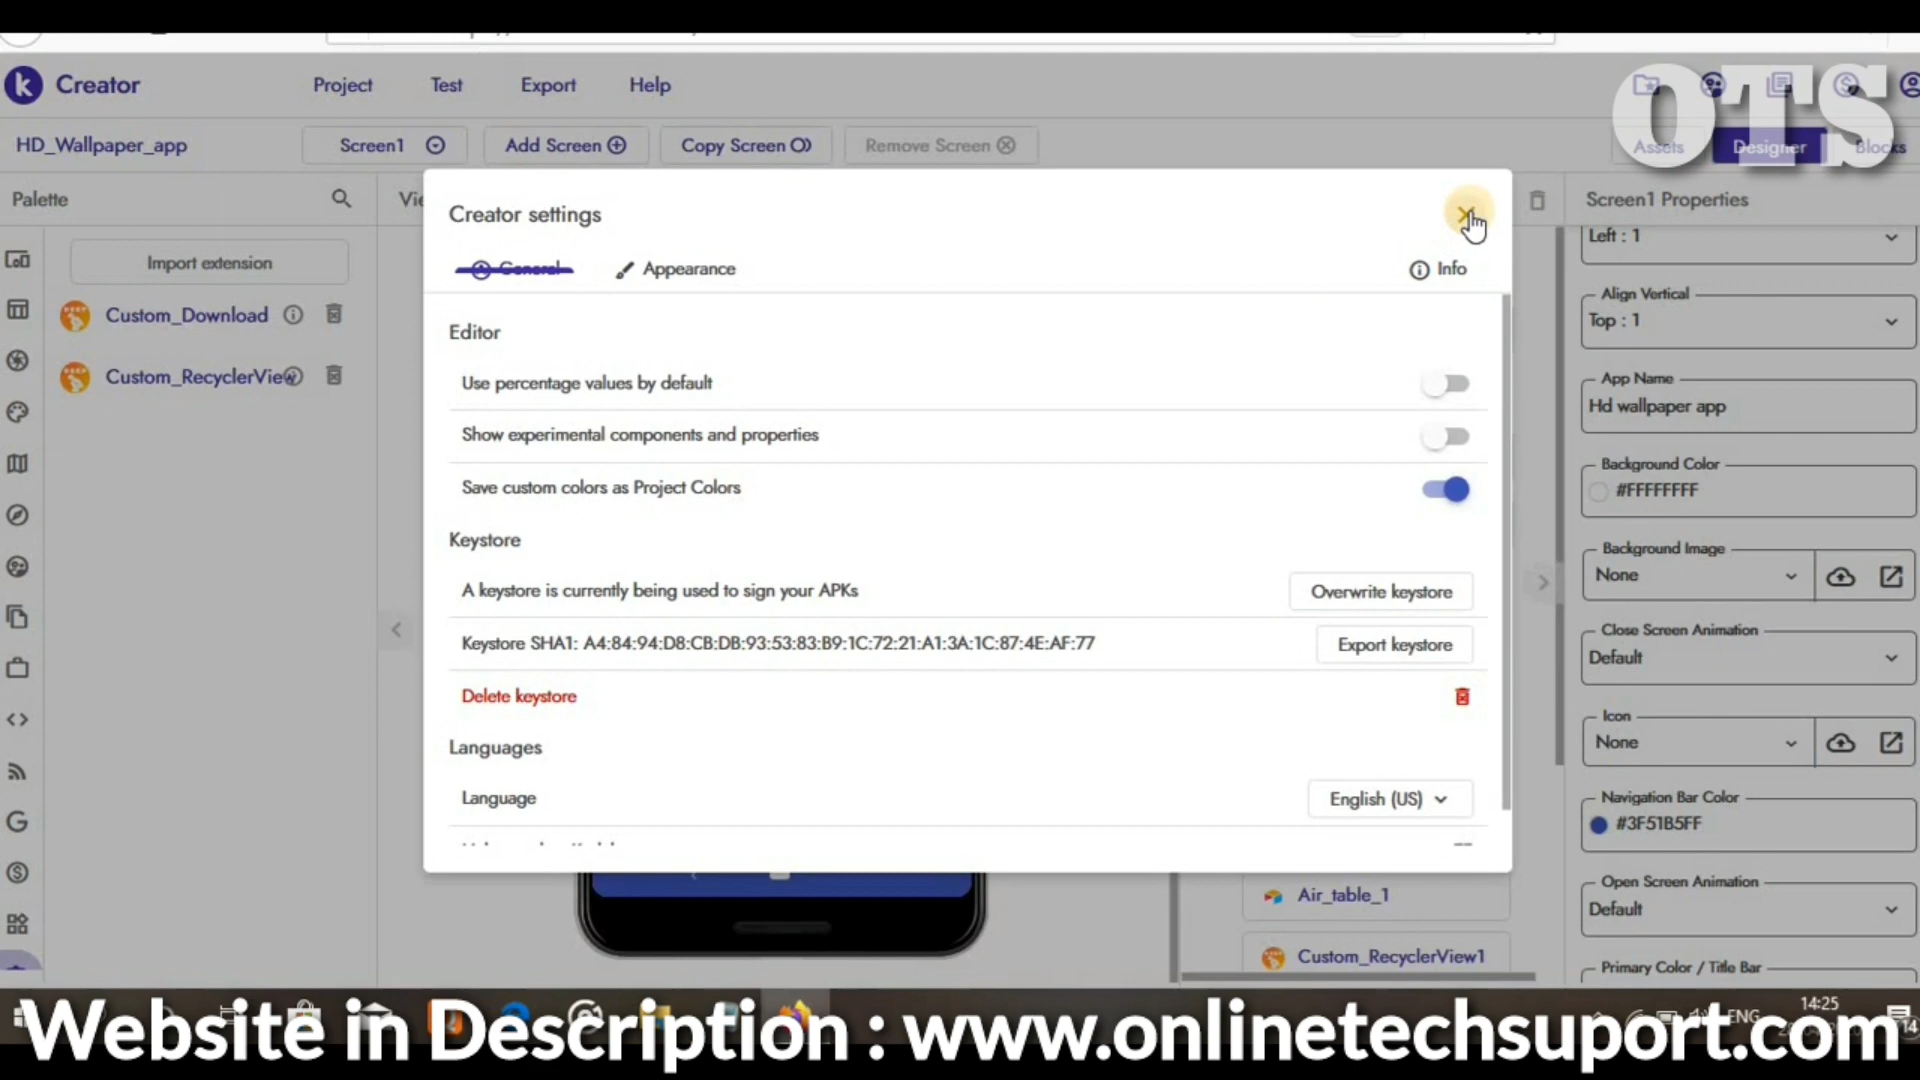 Creator
Project
Test
Export
Help
OTS
HD_Wallpaper_app
Screen1
Add Screen
Copy Screen
Remove Screen
Assets
Designer
Blocks
Palette
Creator settings
Screen1 Properties
Left : 1
Import extension
General
Appearance
Info
Custom_Download
Custom_RecyclerView
Editor
Use percentage values by default
Show experimental components and properties
Save custom colors as Project Colors
Keystore
A keystore is currently being used to sign your APKs
Overwrite keystore
Keystore SHA1: A4:84:94:D8:CB:DB:93:53:83:B9:1C:72:21:A1:3A:1C:87:4E:AF:77
Export keystore
Delete keystore
Languages
Language
English (US)
Align Vertical
Top : 1
App Name
Hd wallpaper app
Background Color
#FFFFFFFF
Background Image
None
Close Screen Animation
Default
Icon
None
Navigation Bar Color
#3F51B5FF
Open Screen Animation
Default
Primary Color / Title Bar
Air_table_1
Custom_RecyclerView1
ENG
14:25
14
Website in Description : www.onlinetechsuport.com